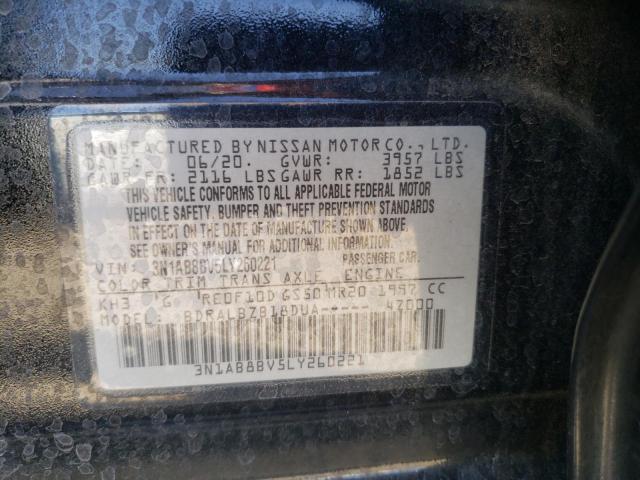 MANUFACTURED BY NISSAN MOTOR CO., LTD.
DATE: 06/20. GVWR: 3957 LBS
GAWR FR: 2116 LBS GAWR RR: 1852 LBS
THIS VEHICLE CONFORMS TO ALL APPLICABLE FEDERAL MOTOR
VEHICLE SAFETY, BUMPER AND THEFT PREVENTION STANDARDS
IN EFFECT ON THE DATE OF MANUFACTURE SHOWN ABOVE.
SEE OWNER'S MANUAL FOR ADDITIONAL INFORMATION.
VIN: 3N1AB8BV5LY260221 PASSENGER CAR
COLOR TRIM TRANS AXLE ENGINE
KH3 G RE0F10D GS50 MR20 1997 CC
MODEL: BDRALBZB18DUA----- 47000
3N1AB8BV5LY260221